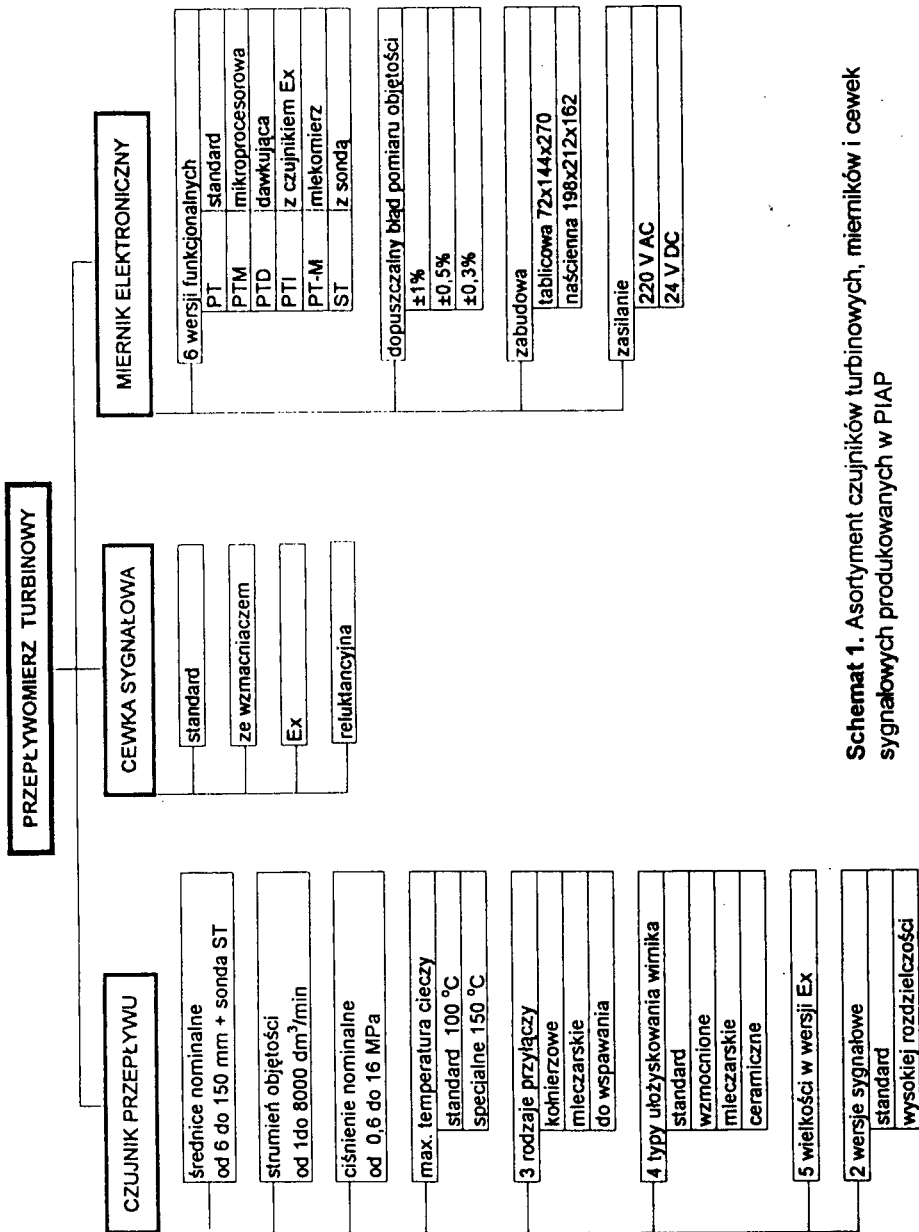 PRZEPŁYWOMIERZ TURBINOWY
CZUJNIK PRZEPŁYWU
średnice nominalne
od 6 do 150 mm + sonda ST
strumień objętości
od 1do 8000 dm³/min
ciśnienie nominalne
od 0,6 do 16 MPa
max. temperatura cieczy
standard 100 °C
specjalne 150 °C
3 rodzaje przyłączy
kołnierzowe
mleczarskie
do wspawania
4 typy ułożyskowania wirnika
standard
wzmocnione
mleczarskie
ceramiczne
5 wielkości w wersji Ex
2 wersje sygnałowe
standard
wysokiej rozdzielczości
CEWKA SYGNAŁOWA
standard
ze wzmacniaczem
Ex
reluktancyjna
MIERNIK ELEKTRONICZNY
6 wersji funkcjonalnych
PT standard
PTM mikroprocesorowa
PTD dawkująca
PTI z czujnikiem Ex
PT-M mlekomierz
ST z sondą
dopuszczalny błąd pomiaru objętości
±1%
±0,5%
±0,3%
zabudowa
tablicowa 72x144x270
naścienna 198x212x162
zasilanie
220 V AC
24 V DC
Schemat 1. Asortyment czujników turbinowych, mierników i cewek
sygnałowych produkowanych w PIAP